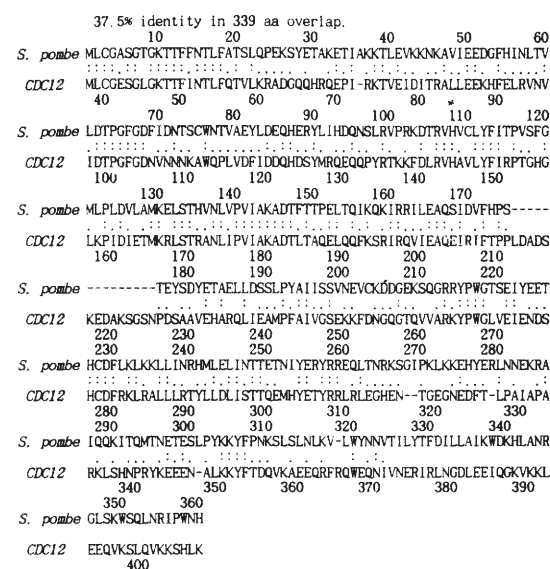 37.5% identity in 339 aa overlap.
10 20 30 40 50 60
S. pombe MLCGASGTGKTTFFNTLFATSLQPEKSYETAKETIAKKTLEVKKNKAVIEEDGFHINLTV
CDC12 MLCGESGLGKTTFINTLFQTVLKRADGQQHRQEPI-RKTVEIDITRALLEEKHFELRVNV
40 50 60 70 80 90
70 80 90 100 110 120
S. pombe LDTPGFGDFIDNTSCWNTVAEYLDEQHERYLIHDQNSLRVPRKDTRVHVCLYFITPVSFG
CDC12 IDTPGFGDNVNNNKAWQPLVDFIDDQHDSYMRQEQQPYRTKKFDLRVHAVLYFIRPTGHG
100 110 120 130 140 150
130 140 150 160 170
S. pombe MLPLDVLAMKELSTHVNLVPVIAKADTFTTPELTQIKQKIRRILEAQSIDVFHPS-----
CDC12 LKPIDIETMKRLSTRANLIPVIAKADTLTAQELQQFKSRIRQVIEAQEIRIFTPPLDADS
160 170 180 190 200 210
180 190 200 210 220
S. pombe ---------TEYSDYETAELLDSSLPYAIISSVNEVCKDDGEKSQGRRYPWGTSEIYEET
CDC12 KEDAKSGSNPDSAAVEHARQLIEAMPFAIVGSEKKFDNGQGTQVVARKYPWGLVEIENDS
220 230 240 250 260 270
230 240 250 260 270 280
S. pombe HCDFLKLKKLLINRHMLELINTTETNIYERYRREQLTNRKSGIPKLKKEHYERLNNEKRA
CDC12 HCDFRKLRALLLRTYLLDLISTTQEMHYETYRRLRLEGHEN--TGEGNEDFT-LPAIAPA
280 290 300 310 320 330
290 300 310 320 330 340
S. pombe IQQKITQMTNETESLPYKKYFPNKSLSLNLKV-LWYNNVTILYTFDILLAIKWDKHLANR
CDC12 RKLSHNPRYKEEEN-ALKKYFTDQVKAEEQRFRQWEQNIVNERIRLNGDLEEIQGKVKKL
340 350 360 370 380 390
350 360
S. pombe GLSKWSQLNRIPWNH
CDC12 EEQVKSLQVKKSHLK
400